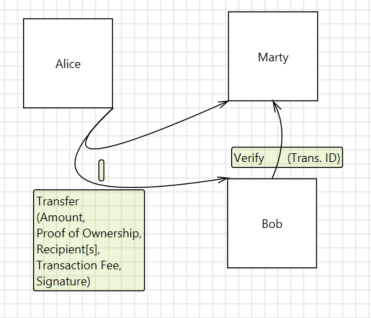 Alice
Marty
Verify (Trans. ID)
Transfer
(Amount,
Proof of Ownership,
Recipient[s],
Transaction Fee,
Signature)
Bob